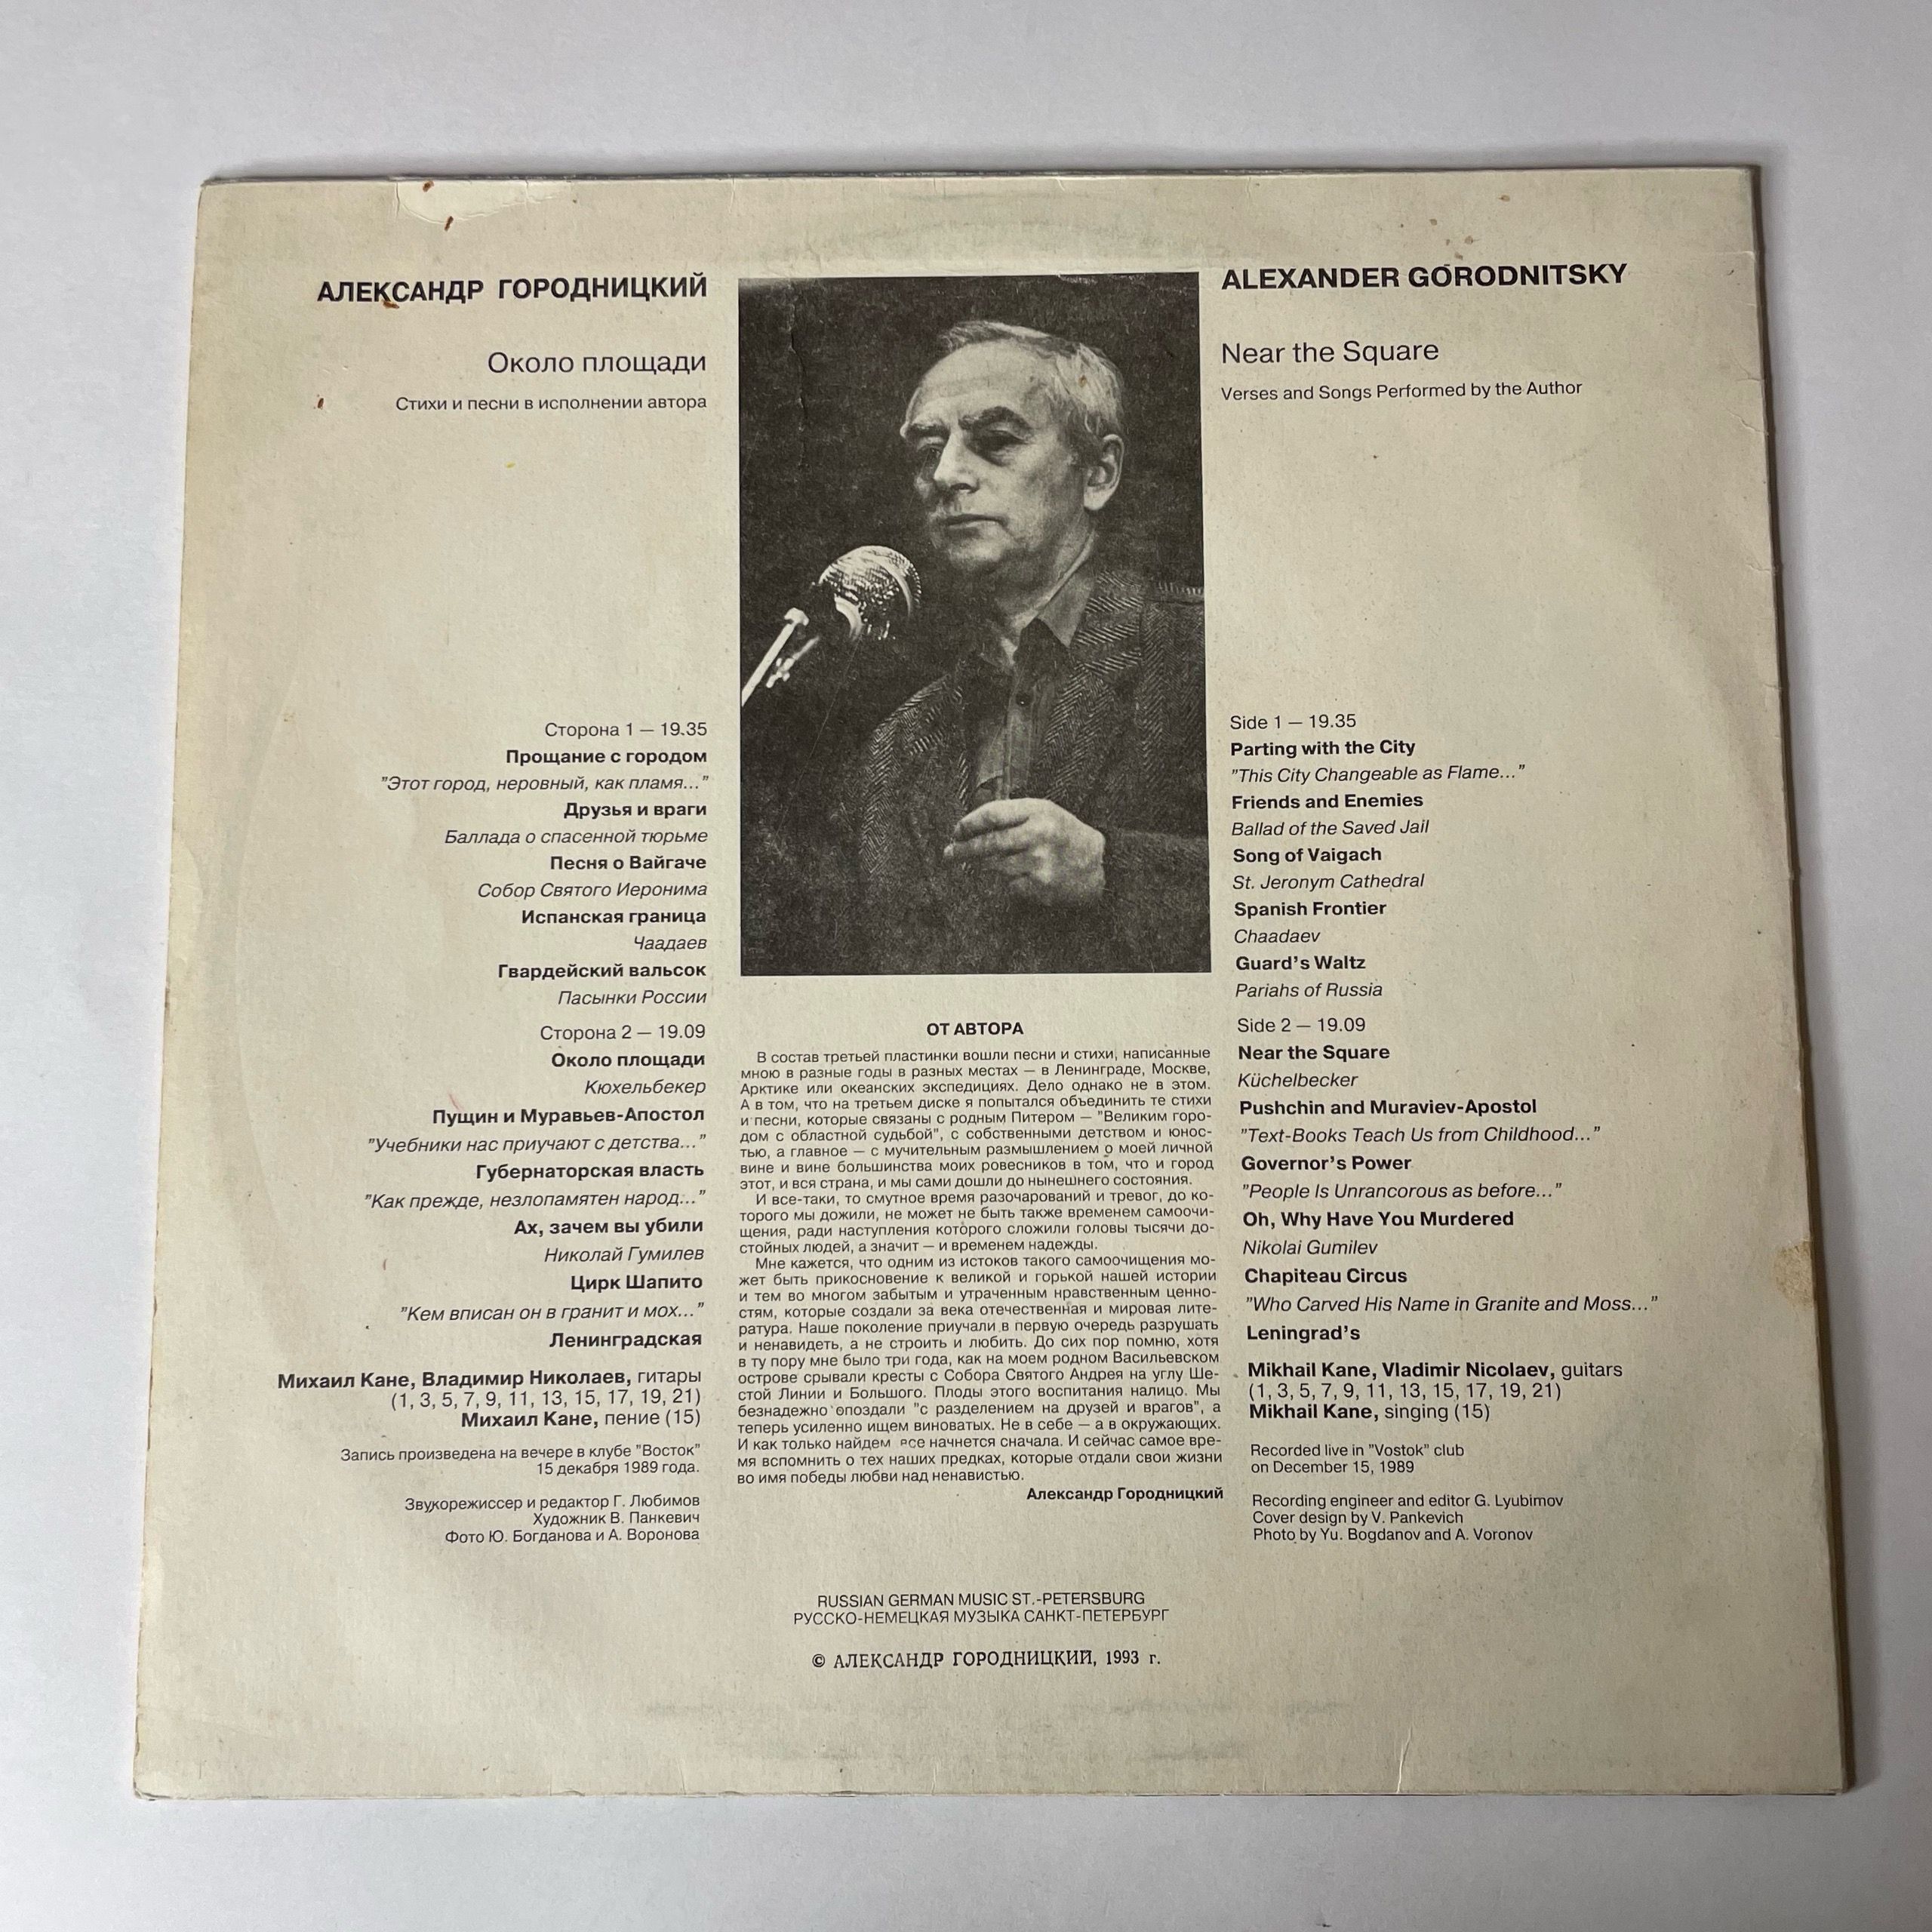 АЛЕКСАНДР ГОРОДНИЦКИЙ
Около площади
Стихи и песни в исполнении автора
Сторона 1 — 19.35
Прощание с городом
"Этот город, неровный, как пламя..."
Друзья и враги
Баллада о спасенной тюрьме
Песня о Вайгаче
Собор Святого Иеронима
Испанская граница
Чаадаев
Гвардейский вальсок
Пасынки России
Сторона 2 — 19.09
Около площади
Кюхельбекер
Пущин и Муравьев-Апостол
"Учебники нас приучают с детства..."
Губернаторская власть
"Как прежде, незлопамятен народ..."
Ах, зачем вы убили
Николай Гумилев
Цирк Шапито
"Кем вписан он в гранит и мох..."
Ленинградская
Михаил Кане, Владимир Николаев, гитары
(1, 3, 5, 7, 9, 11, 13, 15, 17, 19, 21)
Михаил Кане, пение (15)
Запись произведена на вечере в клубе "Восток"
15 декабря 1989 года.
Звукорежиссер и редактор Г. Любимов
Художник В. Панкевич
Фото Ю. Богданова и А. Воронова
ОТ АВТОРА
В состав третьей пластинки вошли песни и стихи, написанные
мною в разные годы в разных местах — в Ленинграде, Москве,
Арктике или океанских экспедициях. Дело однако не в этом.
А в том, что на третьем диске я попытался объединить те стихи
и песни, которые связаны с родным Питером — "Великим горо-
дом с областной судьбой", с собственными детством и юнос-
тью, а главное — с мучительным размышлением о моей личной
вине и вине большинства моих ровесников в том, что и город
этот, и вся страна, и мы сами дошли до нынешнего состояния.
И все-таки, то смутное время разочарований и тревог, до ко-
торого мы дожили, не может не быть также временем самоочи-
щения, ради наступления которого сложили головы тысячи до-
стойных людей, а значит — и временем надежды.
Мне кажется, что одним из истоков такого самоочищения мо-
жет быть прикосновение к великой и горькой нашей истории
и тем во многом забытым и утраченным нравственным ценно-
стям, которые создали за века отечественная и мировая лите-
ратура. Наше поколение приучали в первую очередь разрушать
и ненавидеть, а не строить и любить. До сих пор помню, хотя
в ту пору мне было три года, как на моем родном Васильевском
острове срывали кресты с Собора Святого Андрея на углу Ше-
стой Линии и Большого. Плоды этого воспитания налицо. Мы
безнадежно опоздали "с разделением на друзей и врагов", а
теперь усиленно ищем виноватых. Не в себе — а в окружающих.
И как только найдем все начнется сначала. И сейчас самое вре-
мя вспомнить о тех наших предках, которые отдали свои жизни
во имя победы любви над ненавистью.
Александр Городницкий
ALEXANDER GORODNITSKY
Near the Square
Verses and Songs Performed by the Author
Side 1 — 19.35
Parting with the City
"This City Changeable as Flame..."
Friends and Enemies
Ballad of the Saved Jail
Song of Vaigach
St. Jeronym Cathedral
Spanish Frontier
Chaadaev
Guard's Waltz
Pariahs of Russia
Side 2 — 19.09
Near the Square
Küchelbecker
Pushchin and Muraviev-Apostol
"Text-Books Teach Us from Childhood..."
Governor's Power
"People Is Unrancorous as before..."
Oh, Why Have You Murdered
Nikolai Gumilev
Chapiteau Circus
"Who Carved His Name in Granite and Moss..."
Leningrad's
Mikhail Kane, Vladimir Nicolaev, guitars
(1, 3, 5, 7, 9, 11, 13, 15, 17, 19, 21)
Mikhail Kane, singing (15)
Recorded live in "Vostok" club
on December 15, 1989
Recording engineer and editor G. Lyubimov
Cover design by V. Pankevich
Photo by Yu. Bogdanov and A. Voronov
RUSSIAN GERMAN MUSIC ST.-PETERSBURG
РУССКО-НЕМЕЦКАЯ МУЗЫКА САНКТ-ПЕТЕРБУРГ
© АЛЕКСАНДР ГОРОДНИЦКИЙ, 1993 г.